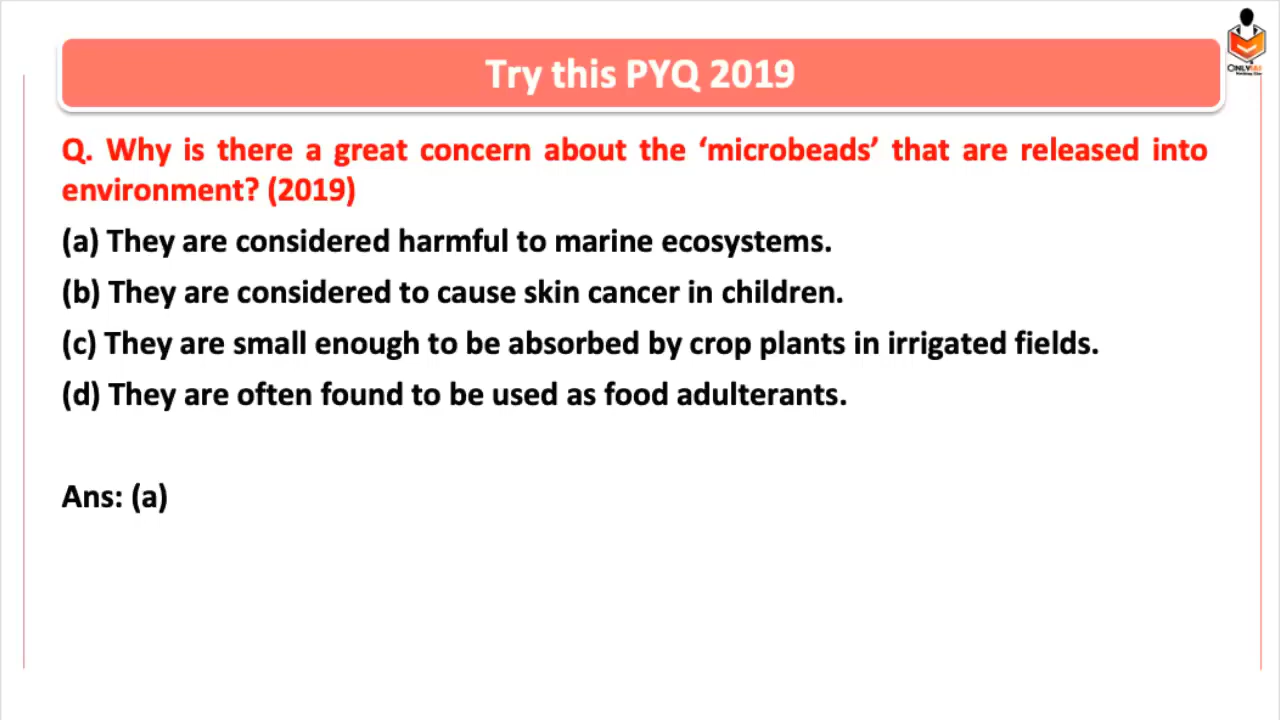 Try this PYQ 2019
Q. Why is there a great concern about the ‘microbeads’ that are released into
environment? (2019)
(a) They are considered harmful to marine ecosystems.
(b) They are considered to cause skin cancer in children.
(c) They are small enough to be absorbed by crop plants in irrigated fields.
(d) They are often found to be used as food adulterants.
Ans: (a)